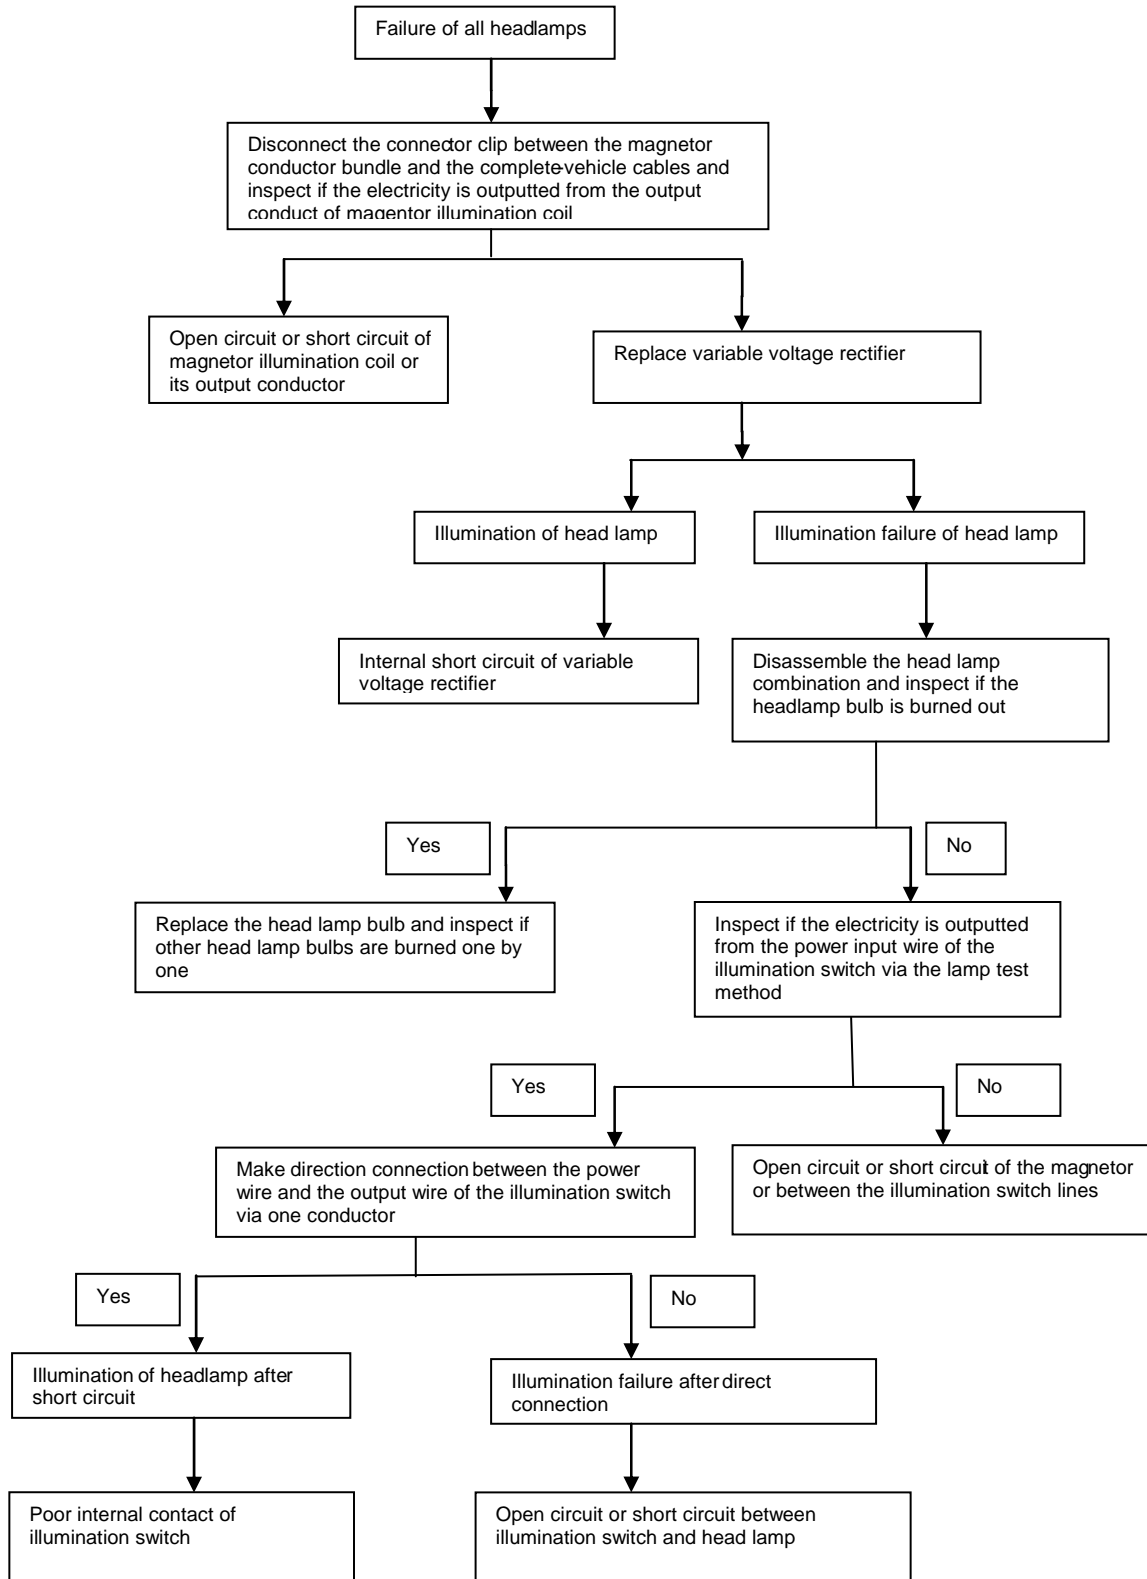 Failure of all headlamps
Disconnect the connector clip between the magnetor
conductor bundle and the complete-vehicle cables and
inspect if the electricity is outputted from the output
conduct of magentor illumination coil
Open circuit or short circuit of
magnetor illumination coil or
its output conductor
Replace variable voltage rectifier
Illumination of head lamp
Illumination failure of head lamp
Internal short circuit of variable
voltage rectifier
Disassemble the head lamp
combination and inspect if the
headlamp bulb is burned out
Yes
No
Replace the head lamp bulb and inspect if
other head lamp bulbs are burned one by
one
Inspect if the electricity is outputted
from the power input wire of the
illumination switch via the lamp test
method
Yes
No
Make direction connection between the power
wire and the output wire of the illumination switch
via one conductor
Open circuit or short circuit of the magnetor
or between the illumination switch lines
Yes
No
Illumination of headlamp after
short circuit
Illumination failure after direct
connection
Poor internal contact of
illumination switch
Open circuit or short circuit between
illumination switch and head lamp